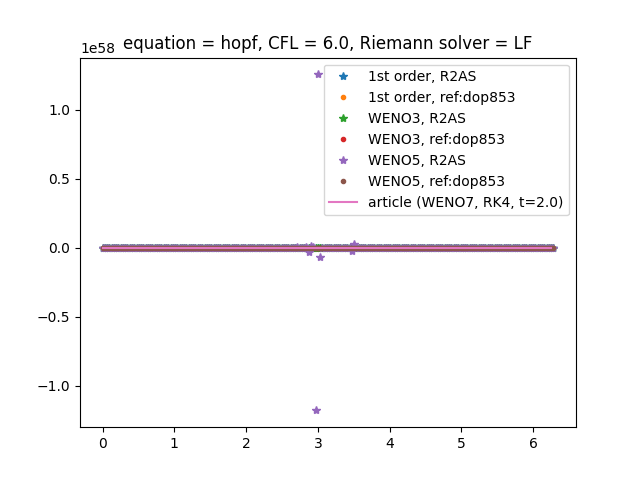 equation = hopf, CFL = 6.0, Riemann solver = LF
1e58
1st order, R2AS
1st order, ref:dop853
WENO3, R2AS
WENO3, ref:dop853
WENO5, R2AS
WENO5, ref:dop853
article (WENO7, RK4, t=2.0)
1.0
0.5
0.0
−0.5
−1.0
0 1 2 3 4 5 6